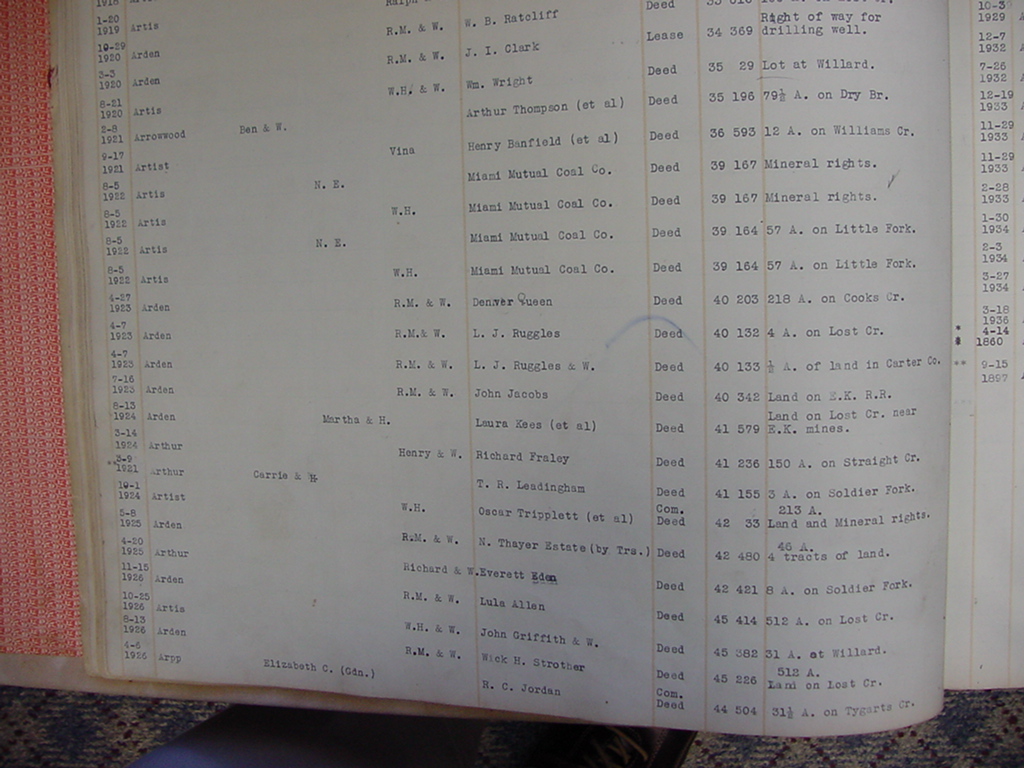 1918
Deed
1-20
1919 Artis R.M. & W. W. B. Ratcliff Lease 34 369 Right of way for
drilling well.
10-29
1920 Arden R.M. & W. J. I. Clark Deed 35 29 Lot at Willard.
3-3
1920 Arden W.H. & W. Wm. Wright Deed 35 196 79½ A. on Dry Br.
8-21
1920 Artis Arthur Thompson (et al) Deed 36 593 12 A. on Williams Cr.
2-8
1921 Arrowwood Ben & W. Vina Henry Banfield (et al) Deed 39 167 Mineral rights.
9-17
1921 Artist Miami Mutual Coal Co. Deed 39 167 Mineral rights.
8-5
1922 Artis N. E. W.H. Miami Mutual Coal Co. Deed 39 164 57 A. on Little Fork.
8-5
1922 Artis N. E. Miami Mutual Coal Co. Deed 39 164 57 A. on Little Fork.
8-5
1922 Artis W.H. Miami Mutual Coal Co.
4-27
1923 Arden R.M. & W. Denver Queen Deed 40 203 218 A. on Cooks Cr.
4-7
1923 Arden R.M.& W. L. J. Ruggles Deed 40 132 4 A. on Lost Cr.
4-7
1923 Arden R.M. & W. L. J. Ruggles & W. Deed 40 133 ½ A. of land in Carter Co.
7-16
1923 Arden R.M. & W. John Jacobs Deed 40 342 Land on E.K. R.R.
8-13
1924 Arden Martha & H. Laura Kees (et al) Deed 41 579 Land on Lost Cr. near
E.K. mines.
3-14
1924 Arthur Henry & W. Richard Fraley Deed 41 236 150 A. on Straight Cr.
3-9
1921 Arthur Carrie & H T. R. Leadingham Deed 41 155 3 A. on Soldier Fork.
10-1
1924 Artist W.H. Oscar Tripplett (et al) Com.
Deed 42 33 213 A.
Land and Mineral rights.
5-8
1925 Arden R.M. & W. N. Thayer Estate (by Trs.) Deed 42 480 46 A.
4 tracts of land.
4-20
1925 Arthur Richard & W. Everett Eden Deed 42 421 8 A. on Soldier Fork.
11-15
1926 Arden R.M. & W. Lula Allen Deed 45 414 512 A. on Lost Cr.
10-25
1926 Artis W.H. & W. John Griffith & W. Deed 45 382 31 A. at Willard.
8-13
1926 Arden R.M. & W. Wick H. Strother Deed 45 226 512 A.
Land on Lost Cr.
4-6
1926 Arpp Elizabeth C. (Gdn.) R. C. Jordan Com.
Deed 44 504 31½ A. on Tygarts Cr.
10-3
1929
12-7
1932
7-26
1932
12-19
1933
11-29
1933
11-29
1933
2-28
1933
1-30
1934
2-3
1934
3-27
1934
3-18
1936
4-14
1860
** 9-15
1897